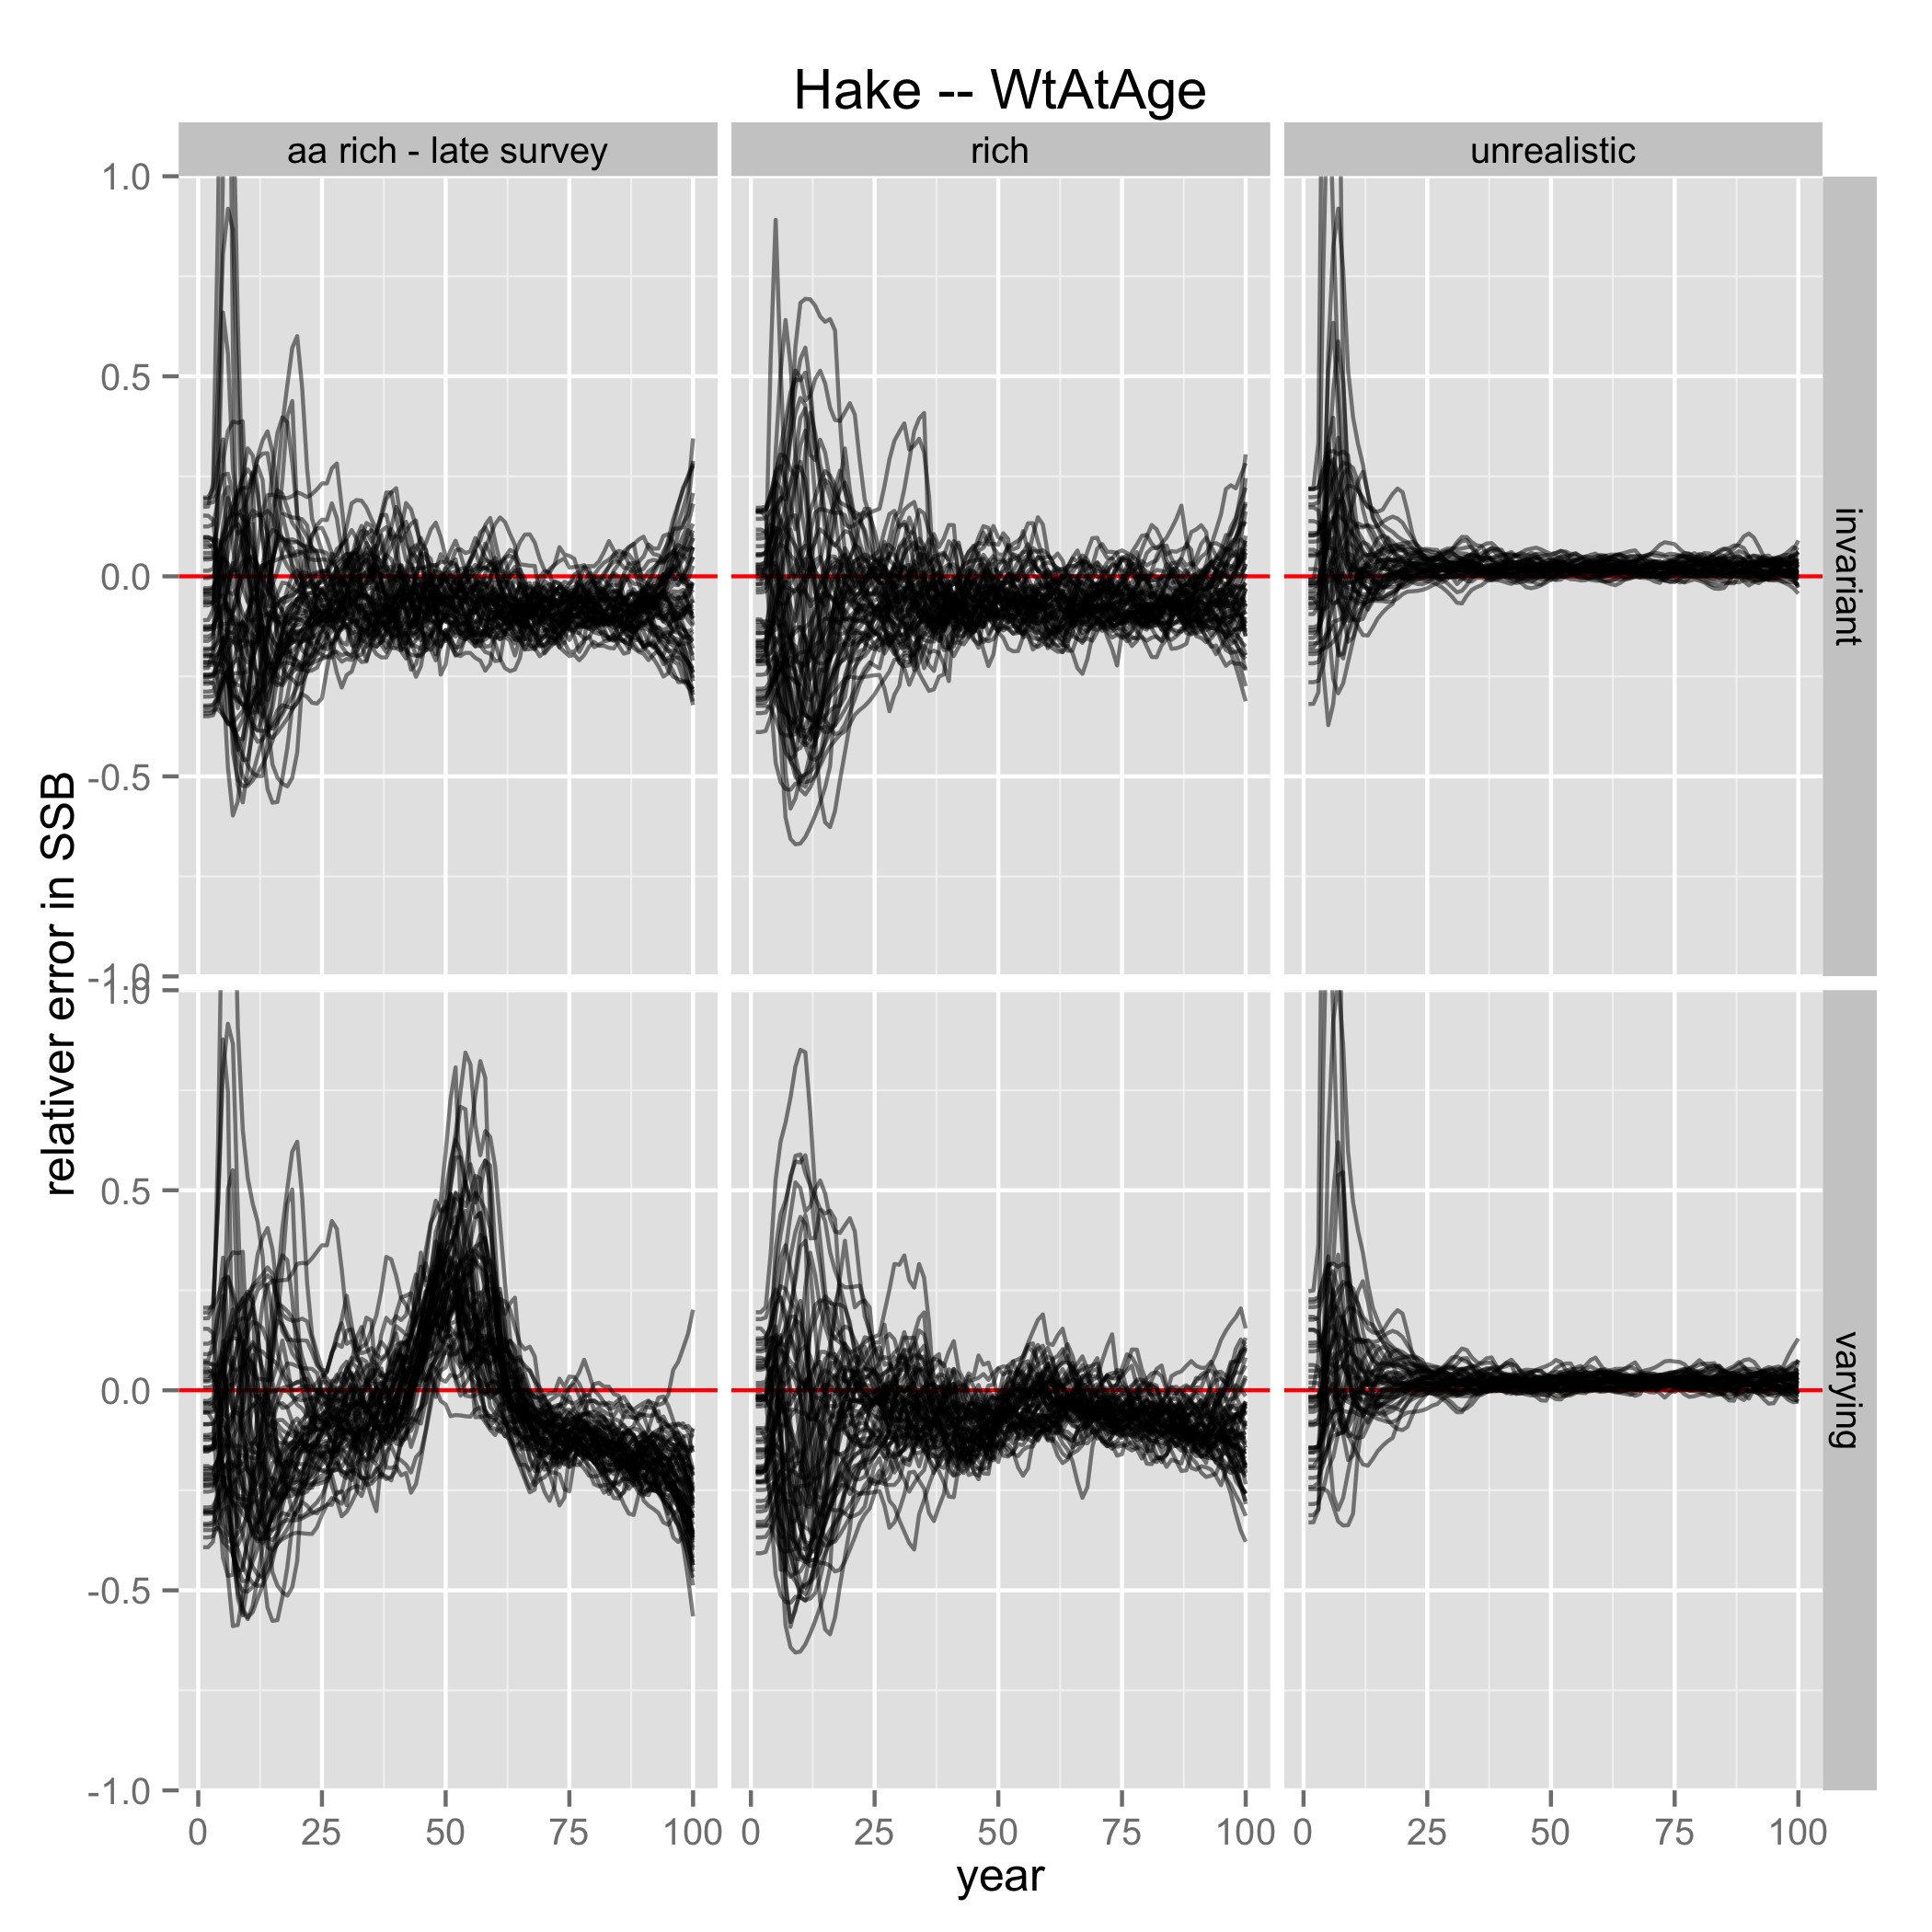 Hake -- WtAtAge
aa rich - late survey
rich
unrealistic
1.0
0.5
0.0
-0.5
-1.0
invariant
relativer error in SSB
1.0
0.5
0.0
-0.5
-1.0
varying
0 25 50 75 100
0 25 50 75 100
0 25 50 75 100
year